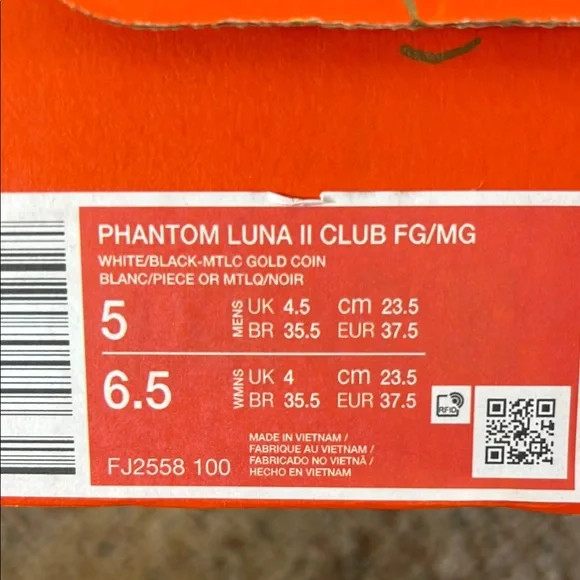 PHANTOM LUNA II CLUB FG/MG
WHITE/BLACK-MTLC GOLD COIN
BLANC/PIECE OR MTLQ/NOIR
5 MENS UK 4.5 cm 23.5
BR 35.5 EUR 37.5
6.5 WMNS UK 4 cm 23.5
BR 35.5 EUR 37.5
RFID
MADE IN VIETNAM /
FABRIQUE AU VIETNAM /
FABRICADO NO VIETNÃ /
HECHO EN VIETNAM
FJ2558 100